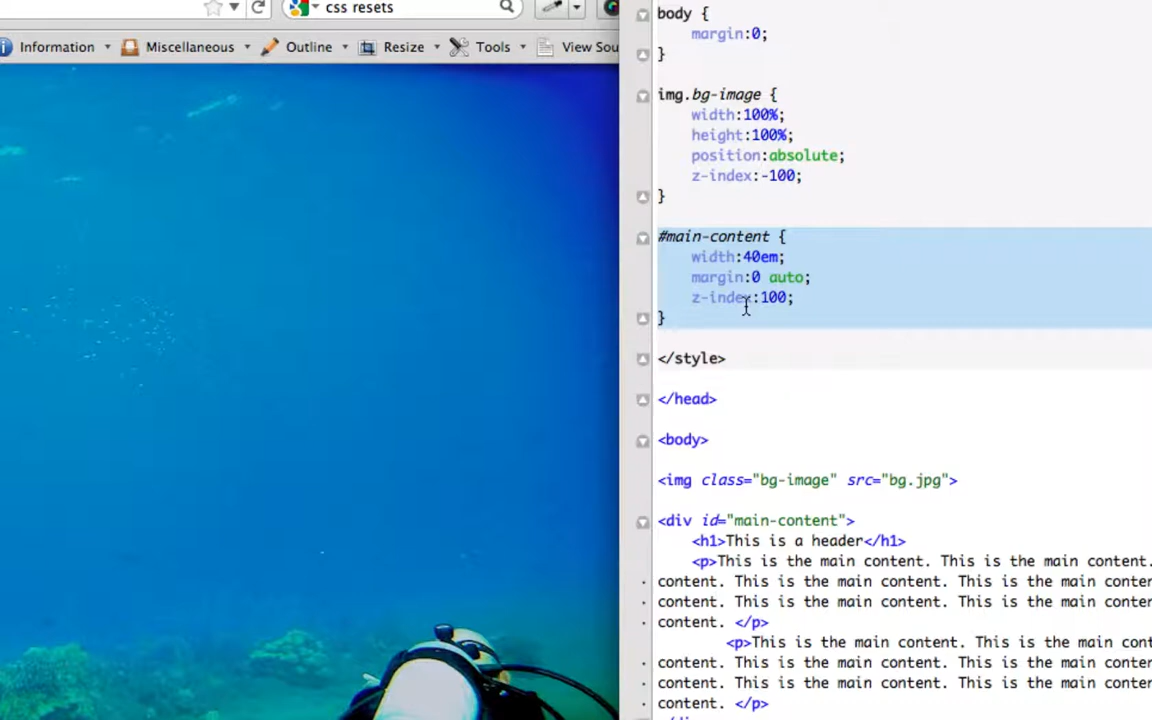 css resets
Information Miscellaneous Outline Resize Tools View Sou
body {
margin:0;
}
img.bg-image {
width:100%;
height:100%;
position:absolute;
z-index:-100;
}
#main-content {
width:40em;
margin:0 auto;
z-index:100;
}
</style>
</head>
<body>
<img class="bg-image" src="bg.jpg">
<div id="main-content">
<h1>This is a header</h1>
<p>This is the main content. This is the main content.
content. This is the main content. This is the main conter
content. This is the main content. This is the main conter
content. </p>
<p>This is the main content. This is the main cont
content. This is the main content. This is the main conter
content. This is the main content. This is the main conter
content. </p>